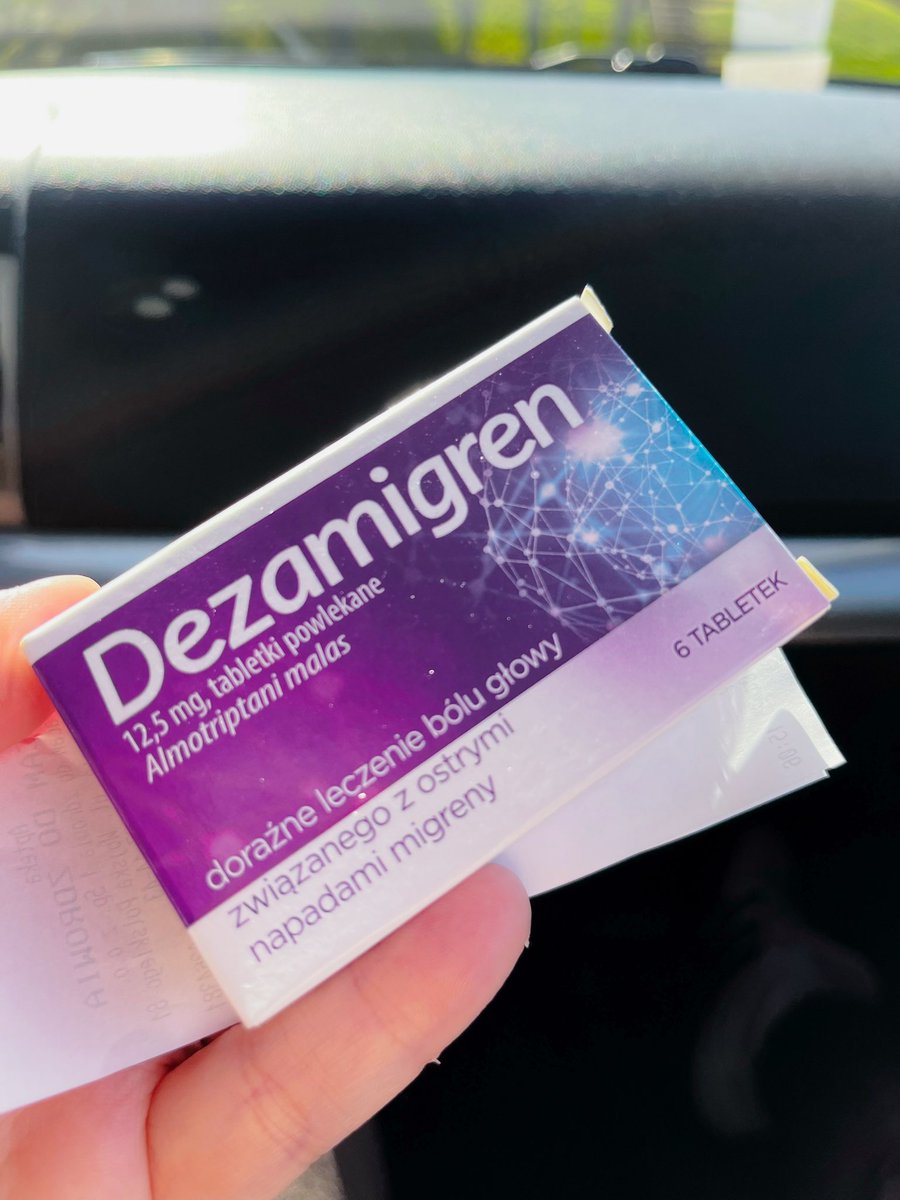 Dezamigren
12,5 mg, tabletki powlekane
Almotriptani malas
doraźne leczenie bólu głowy
związanego z ostrymi
napadami migreny
6 TABLETEK